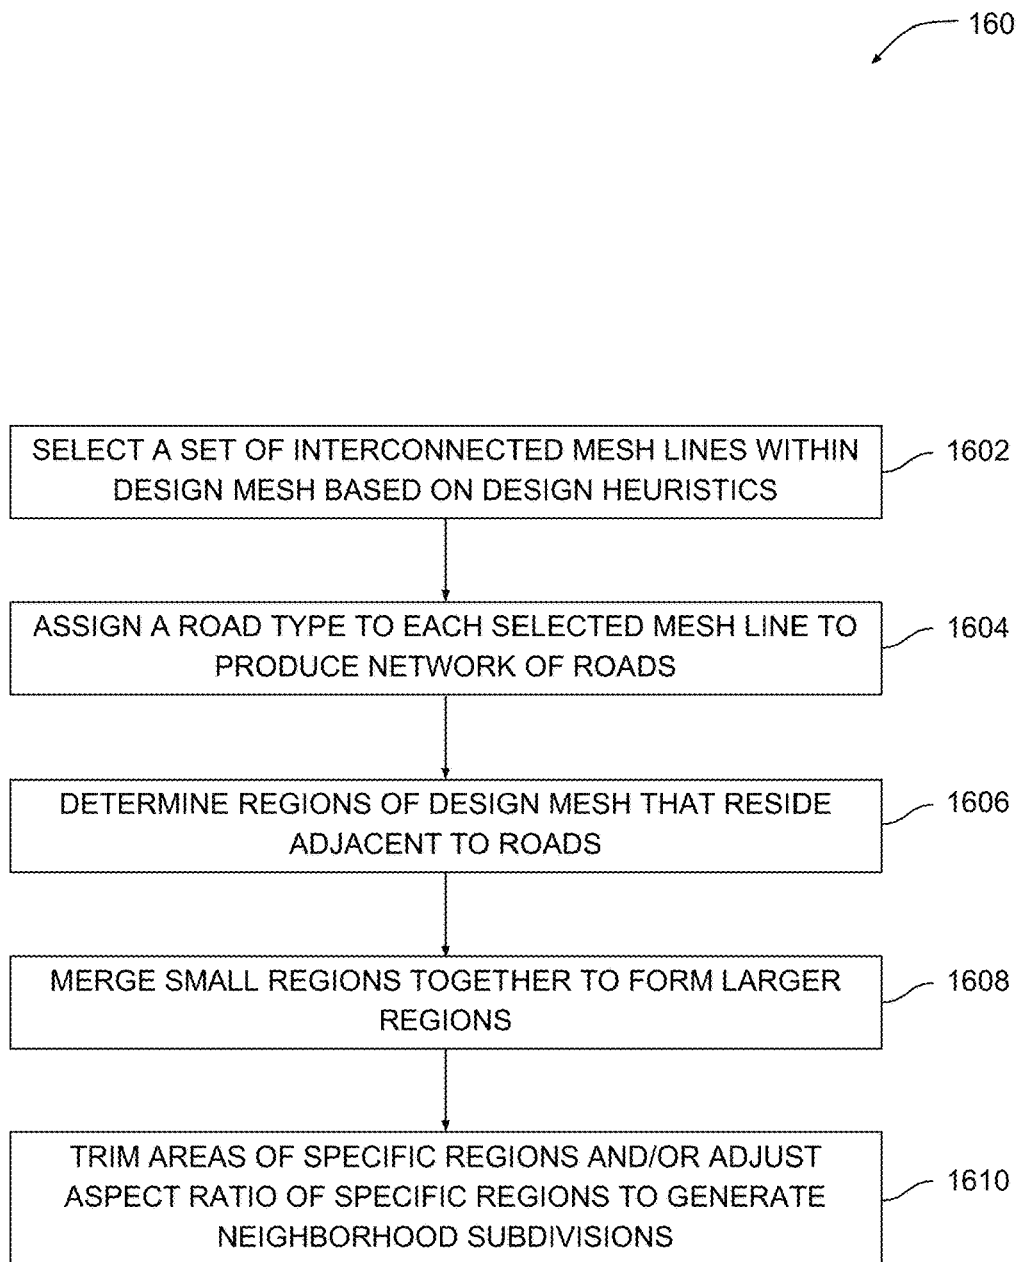 160
SELECT A SET OF INTERCONNECTED MESH LINES WITHIN
DESIGN MESH BASED ON DESIGN HEURISTICS
1602
ASSIGN A ROAD TYPE TO EACH SELECTED MESH LINE TO
PRODUCE NETWORK OF ROADS
1604
DETERMINE REGIONS OF DESIGN MESH THAT RESIDE
ADJACENT TO ROADS
1606
MERGE SMALL REGIONS TOGETHER TO FORM LARGER
REGIONS
1608
TRIM AREAS OF SPECIFIC REGIONS AND/OR ADJUST
ASPECT RATIO OF SPECIFIC REGIONS TO GENERATE
NEIGHBORHOOD SUBDIVISIONS
1610